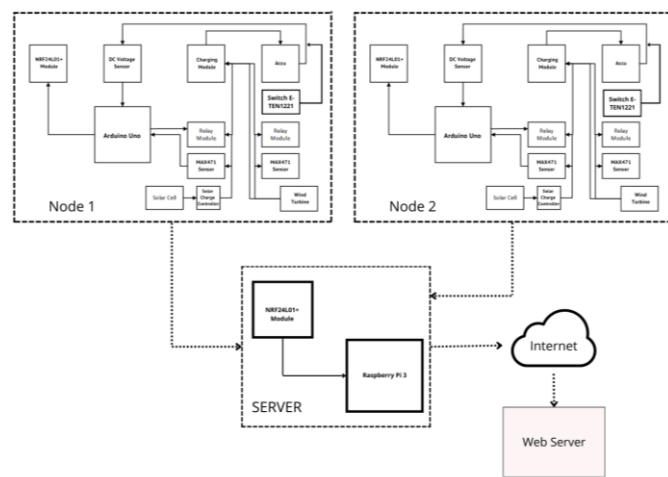 NRF24L01+
Module
DC Voltage
Sensor
Charging
Module
Accu
Switch E-
TEN1221
Arduino Uno
Relay
Module
Relay
Module
MAX471
Sensor
MAX471
Sensor
Solar Cell
Solar
Charge
Controller
Wind
Turbine
Node 1
NRF24L01+
Module
DC Voltage
Sensor
Charging
Module
Accu
Switch E-
TEN1221
Arduino Uno
Relay
Module
Relay
Module
MAX471
Sensor
MAX471
Sensor
Solar Cell
Solar
Charge
Controller
Wind
Turbine
Node 2
NRF24L01+
Module
Raspberry Pi 3
SERVER
Internet
Web Server